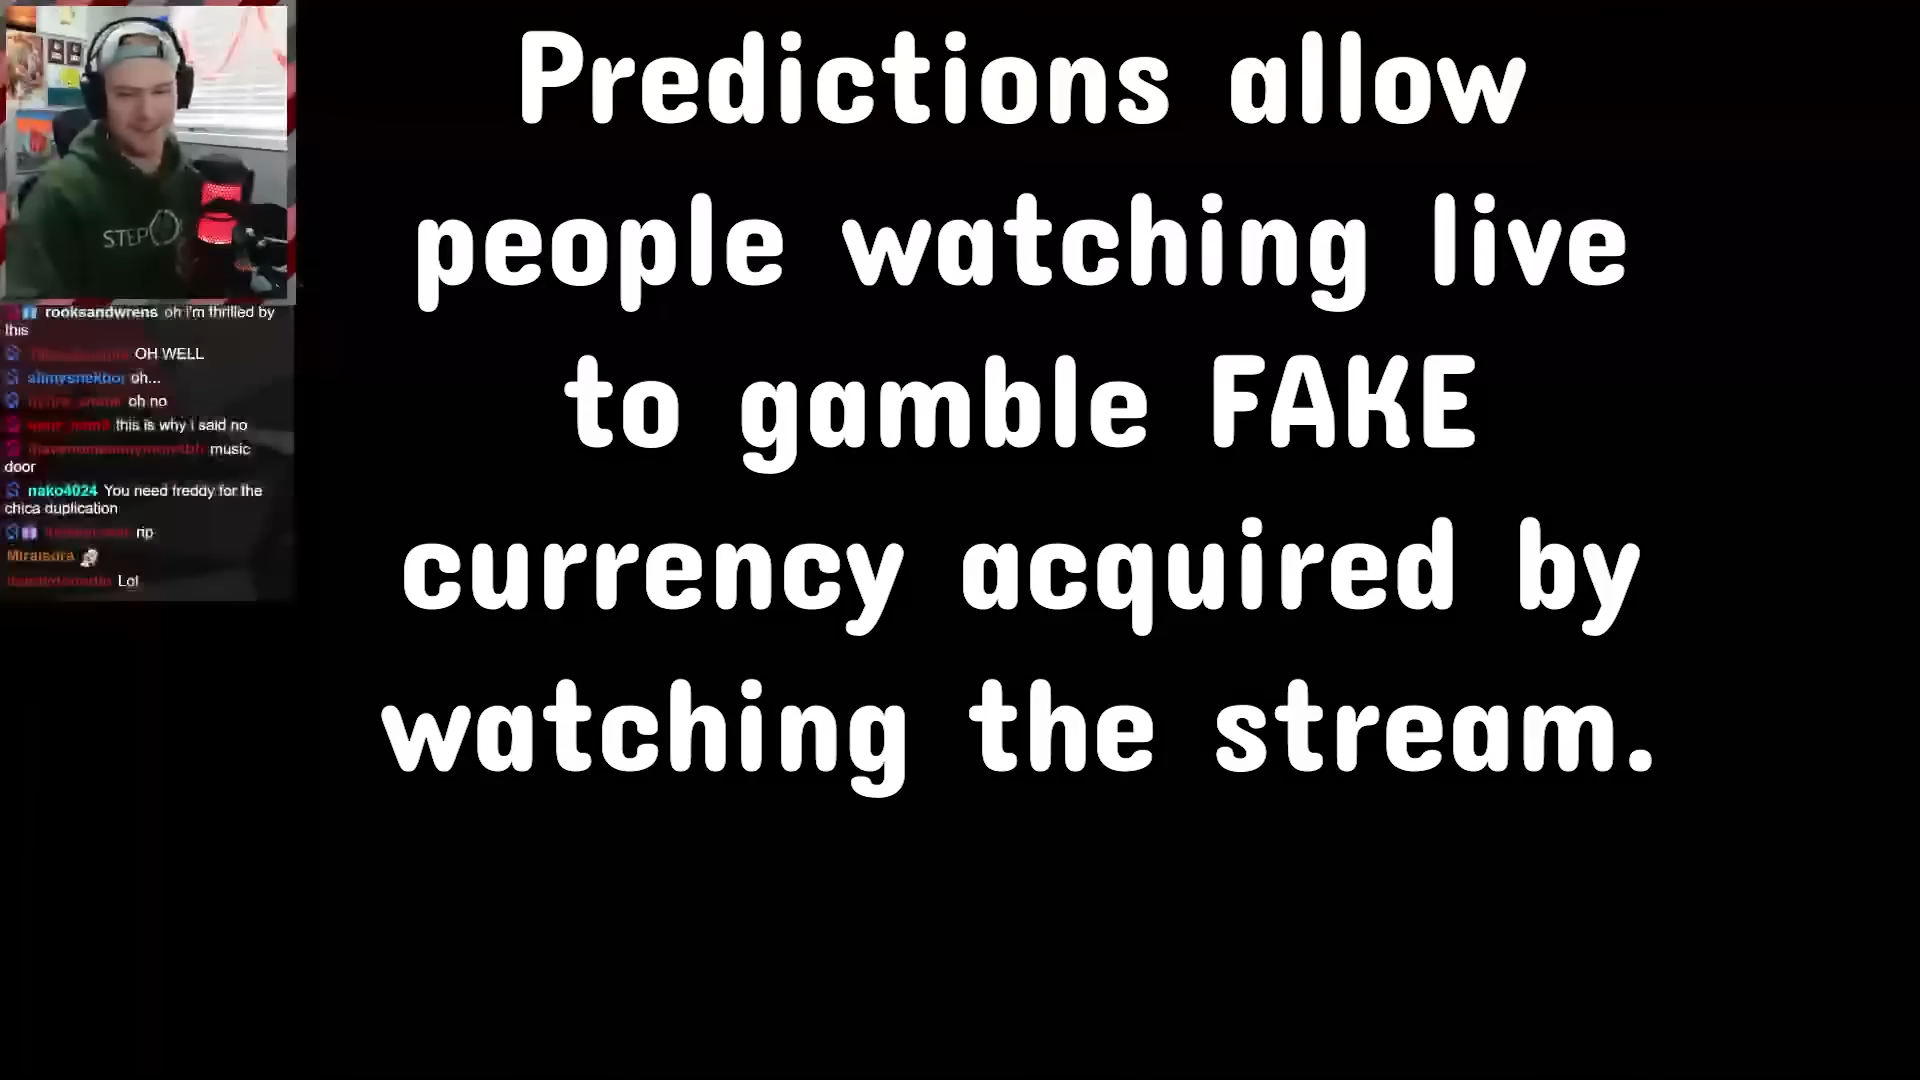 Predictions allow
people watching live
to gamble FAKE
currency acquired by
watching the stream.
STEP
rooksandwrens oh i'm thrilled by
this
OH WELL
oh...
oh no
this is why i said no
music
door
nako4024 You need freddy for the
chica duplication
rip
Miraisora
Lol